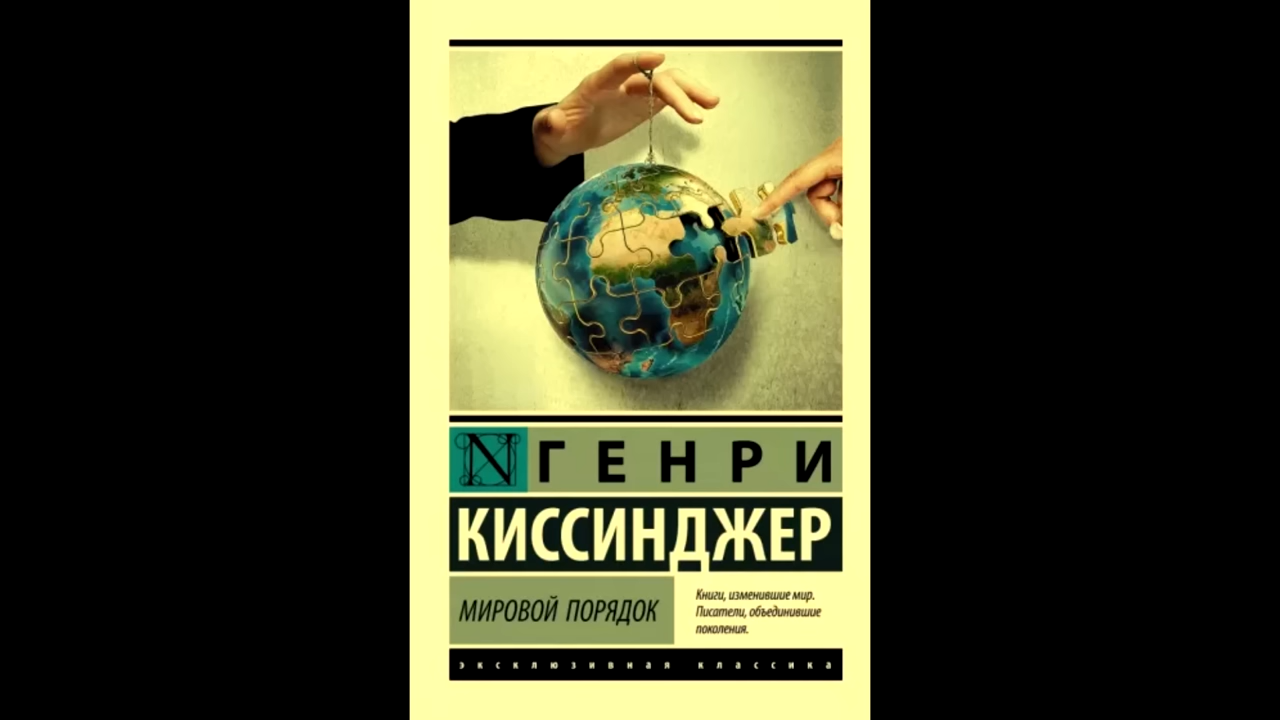 N ГЕНРИ
КИССИНДЖЕР
МИРОВОЙ ПОРЯДОК
Книги, изменившие мир.
Писатели, объединившие
поколения.
эксклюзивная классика